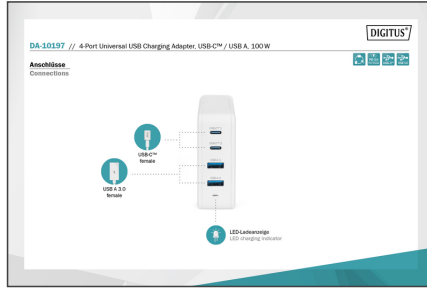 DIGITUS®
DA-10197 // 4-Port Universal USB Charging Adapter, USB-C™ / USB A, 100 W
Anschlüsse
Connections
USB-C™
female
USB A 3.0
female
LED-Ladeanzeige
LED charging indicator